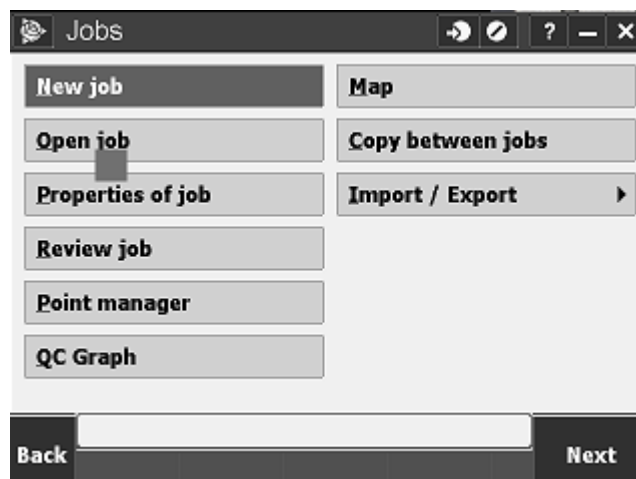 Jobs
?
New job
Open job
Properties of job
Review job
Point manager
QC Graph
Map
Copy between jobs
Import / Export
Back
Next